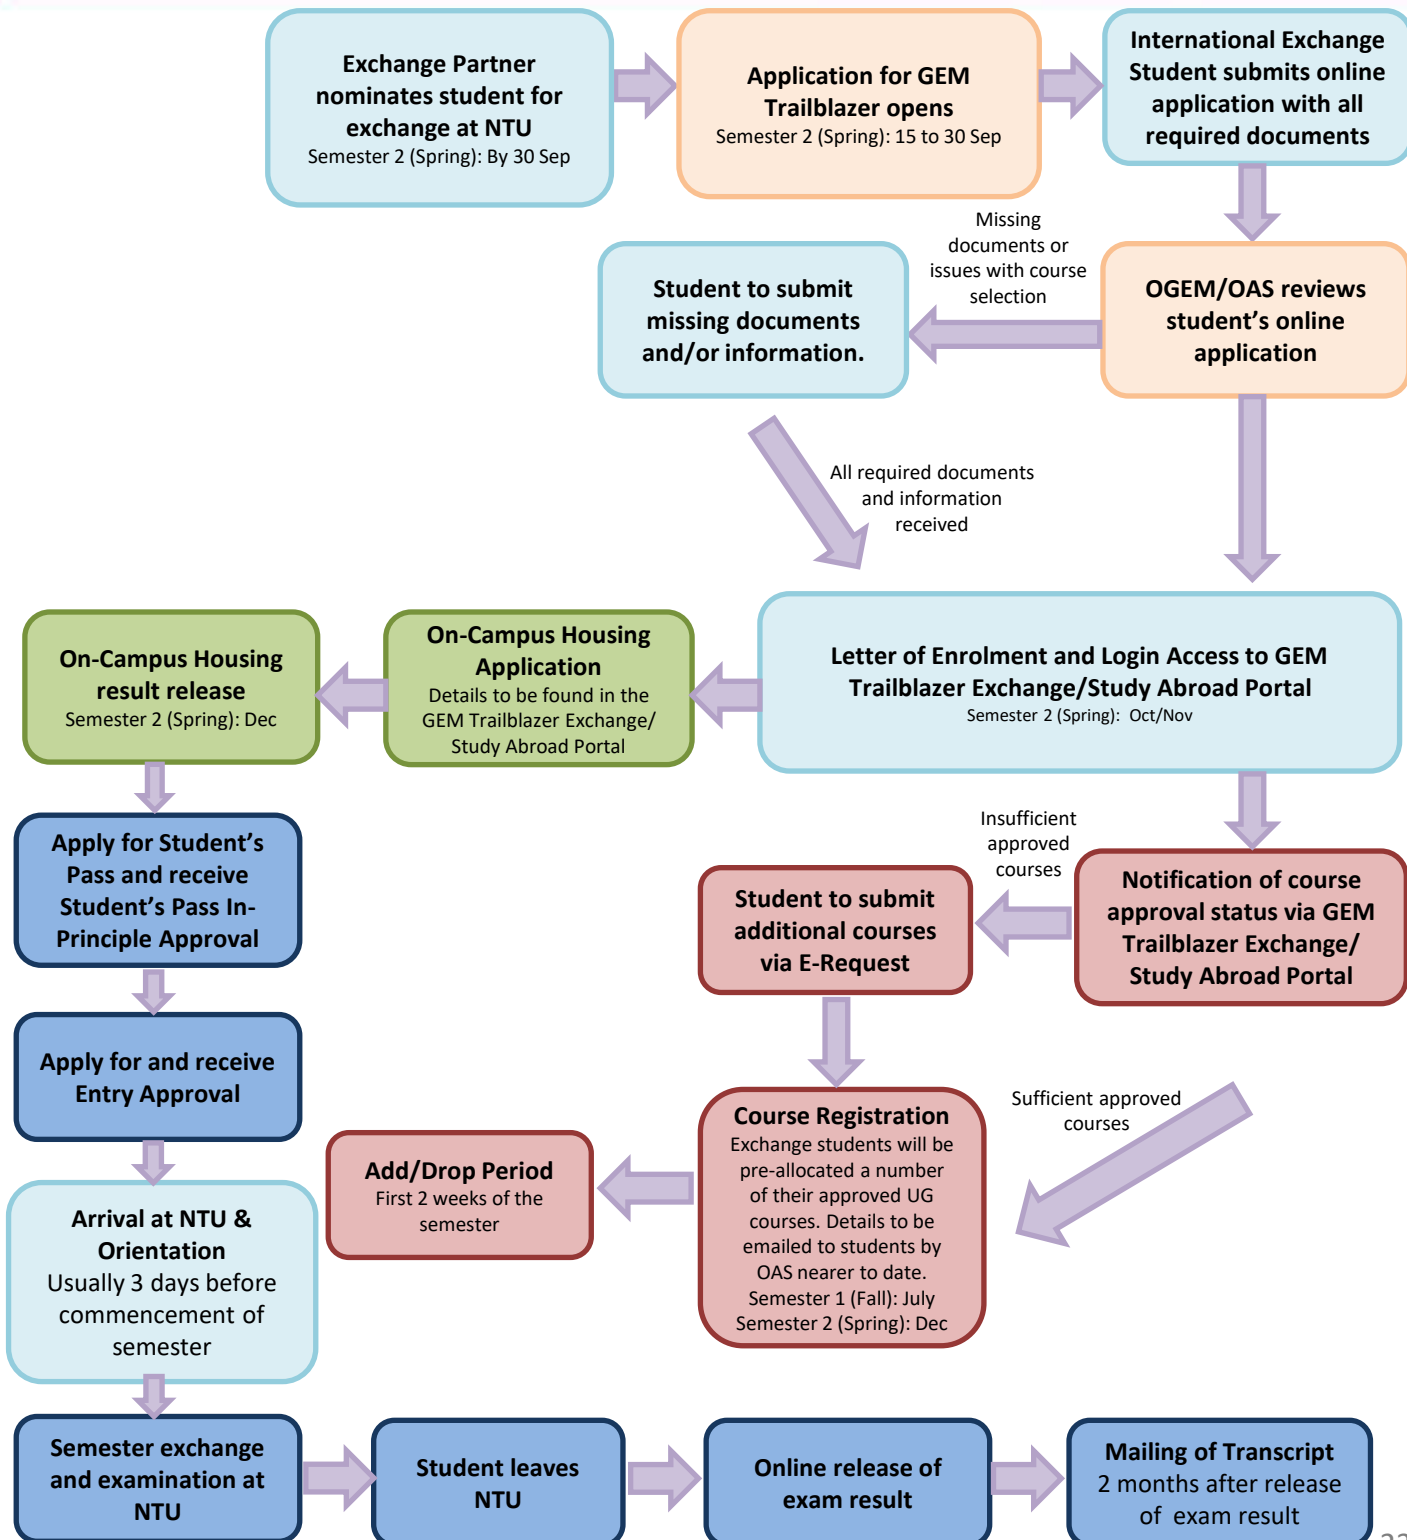 Exchange Partner
nominates student for
exchange at NTU
Semester 2 (Spring): By 30 Sep
Application for GEM
Trailblazer opens
Semester 2 (Spring): 15 to 30 Sep
International Exchange
Student submits online
application with all
required documents
Missing
documents or
issues with course
selection
Student to submit
missing documents
and/or information.
OGEM/OAS reviews
student’s online
application
All required documents
and information
received
On-Campus Housing
result release
Semester 2 (Spring): Dec
On-Campus Housing
Application
Details to be found in the
GEM Trailblazer Exchange/
Study Abroad Portal
Letter of Enrolment and Login Access to GEM
Trailblazer Exchange/Study Abroad Portal
Semester 2 (Spring): Oct/Nov
Apply for Student’s
Pass and receive
Student’s Pass In-
Principle Approval
Insufficient
approved
courses
Student to submit
additional courses
via E-Request
Notification of course
approval status via GEM
Trailblazer Exchange/
Study Abroad Portal
Apply for and receive
Entry Approval
Sufficient approved
courses
Course Registration
Exchange students will be
pre-allocated a number
of their approved UG
courses. Details to be
emailed to students by
OAS nearer to date.
Semester 1 (Fall): July
Semester 2 (Spring): Dec
Add/Drop Period
First 2 weeks of the
semester
Arrival at NTU &
Orientation
Usually 3 days before
commencement of
semester
Semester exchange
and examination at
NTU
Student leaves
NTU
Online release of
exam result
Mailing of Transcript
2 months after release
of exam result